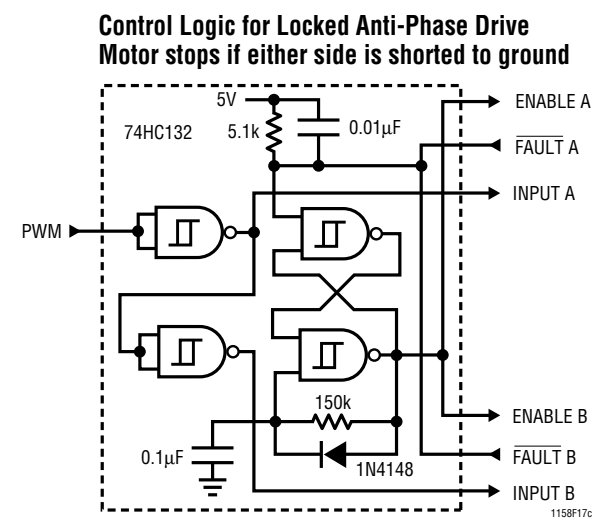 Control Logic for Locked Anti-Phase Drive
Motor stops if either side is shorted to ground
5V
ENABLE A
74HC132
5.1k
0.01µF
FAULT A
INPUT A
PWM
150k
ENABLE B
0.1µF
1N4148
FAULT B
INPUT B
1158F17c